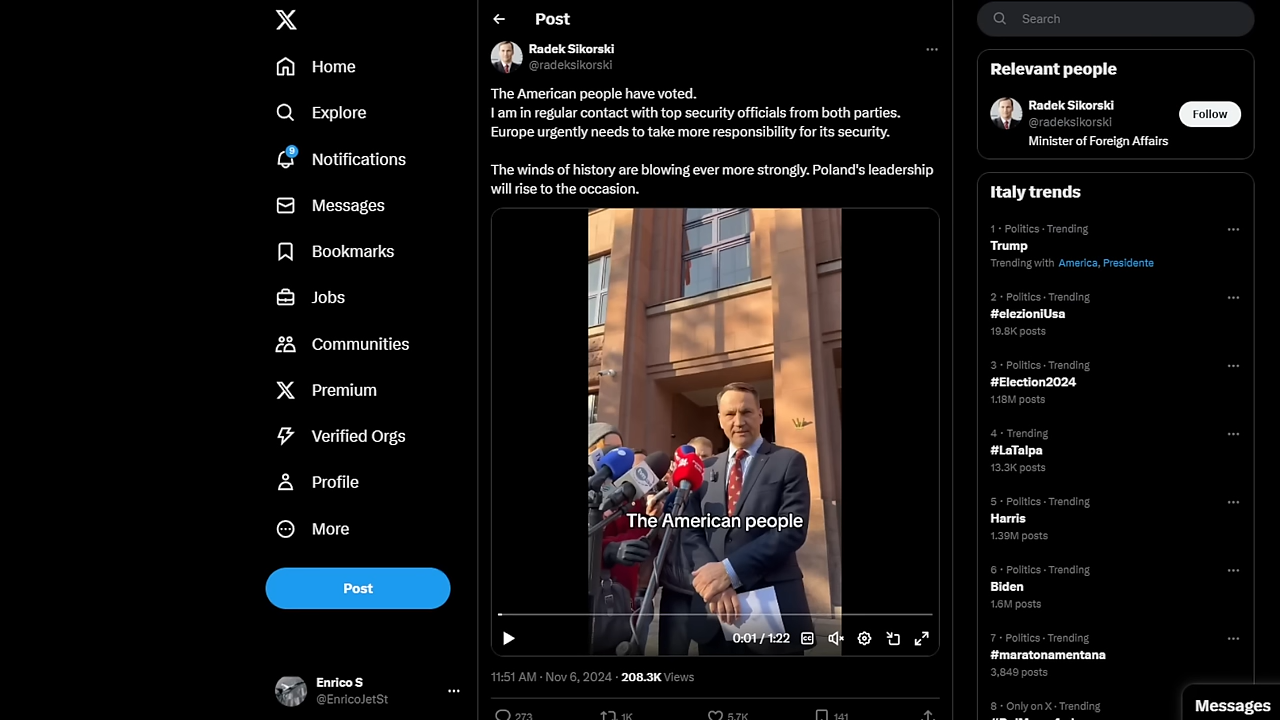 Home
Explore
9
Notifications
Messages
Bookmarks
Jobs
Communities
Premium
Verified Orgs
Profile
More
Post
Enrico S
@EnricoJetSt
Post
Radek Sikorski
@radeksikorski
The American people have voted.
I am in regular contact with top security officials from both parties.
Europe urgently needs to take more responsibility for its security.
The winds of history are blowing ever more strongly. Poland's leadership
will rise to the occasion.
The American people
0:01 / 1:22
11:51 AM · Nov 6, 2024 · 208.3K Views
273
1K
5.7K
141
Search
Relevant people
Radek Sikorski
@radeksikorski
Follow
Minister of Foreign Affairs
Italy trends
1 · Politics · Trending
Trump
Trending with America, Presidente
2 · Politics · Trending
#elezioniUsa
19.8K posts
3 · Politics · Trending
#Election2024
1.18M posts
4 · Trending
#LaTalpa
13.3K posts
5 · Politics · Trending
Harris
1.39M posts
6 · Politics · Trending
Biden
1.6M posts
7 · Politics · Trending
#maratonamentana
3,849 posts
8 · Only on X · Trending
Messages